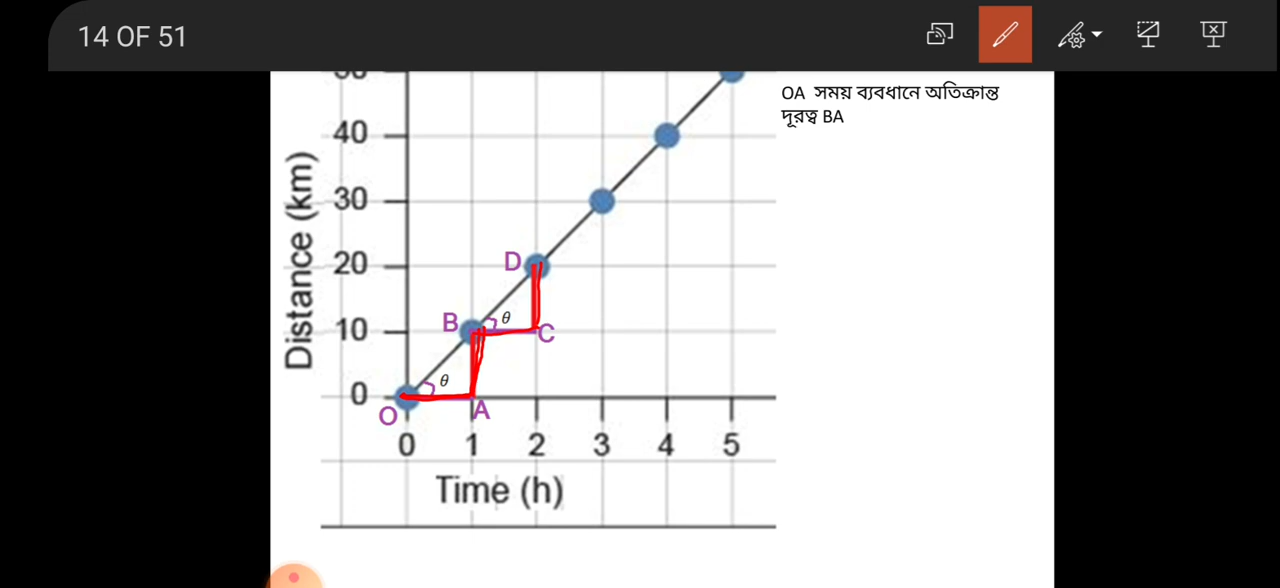 14 OF 51
OA সময় ব্যবধানে অতিক্রান্ত
দূরত্ব BA
40
30
D
20
B
θ
10
C
θ
0
O
A
0 1 2 3 4 5
Distance (km)
Time (h)